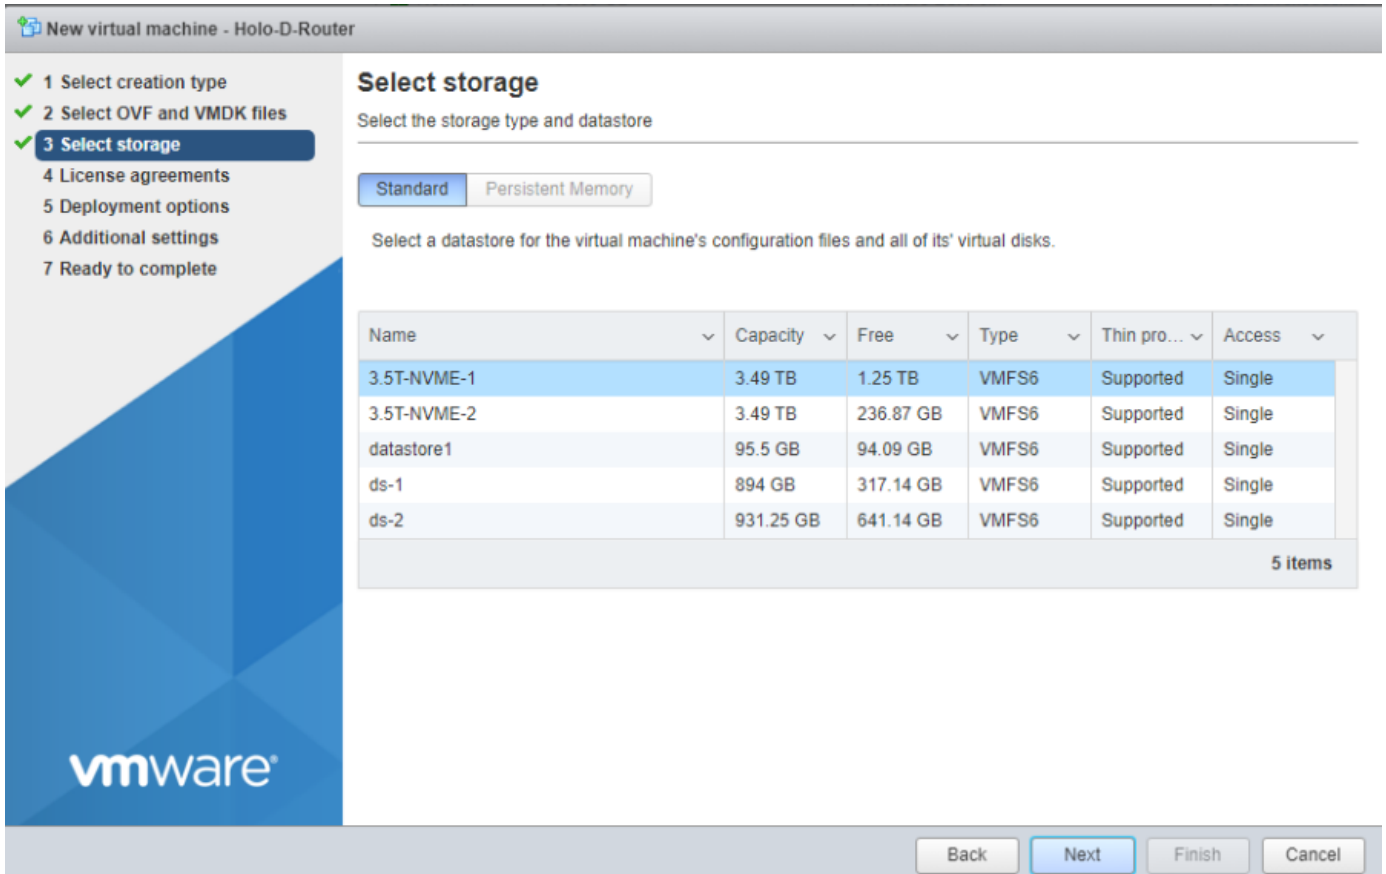 New virtual machine - Holo-D-Router
1 Select creation type
2 Select OVF and VMDK files
3 Select storage
4 License agreements
5 Deployment options
6 Additional settings
7 Ready to complete
vmware®
Select storage
Select the storage type and datastore
Standard Persistent Memory
Select a datastore for the virtual machine's configuration files and all of its' virtual disks.
Name Capacity Free Type Thin pro... Access
3.5T-NVME-1 3.49 TB 1.25 TB VMFS6 Supported Single
3.5T-NVME-2 3.49 TB 236.87 GB VMFS6 Supported Single
datastore1 95.5 GB 94.09 GB VMFS6 Supported Single
ds-1 894 GB 317.14 GB VMFS6 Supported Single
ds-2 931.25 GB 641.14 GB VMFS6 Supported Single
5 items
Back Next Finish Cancel